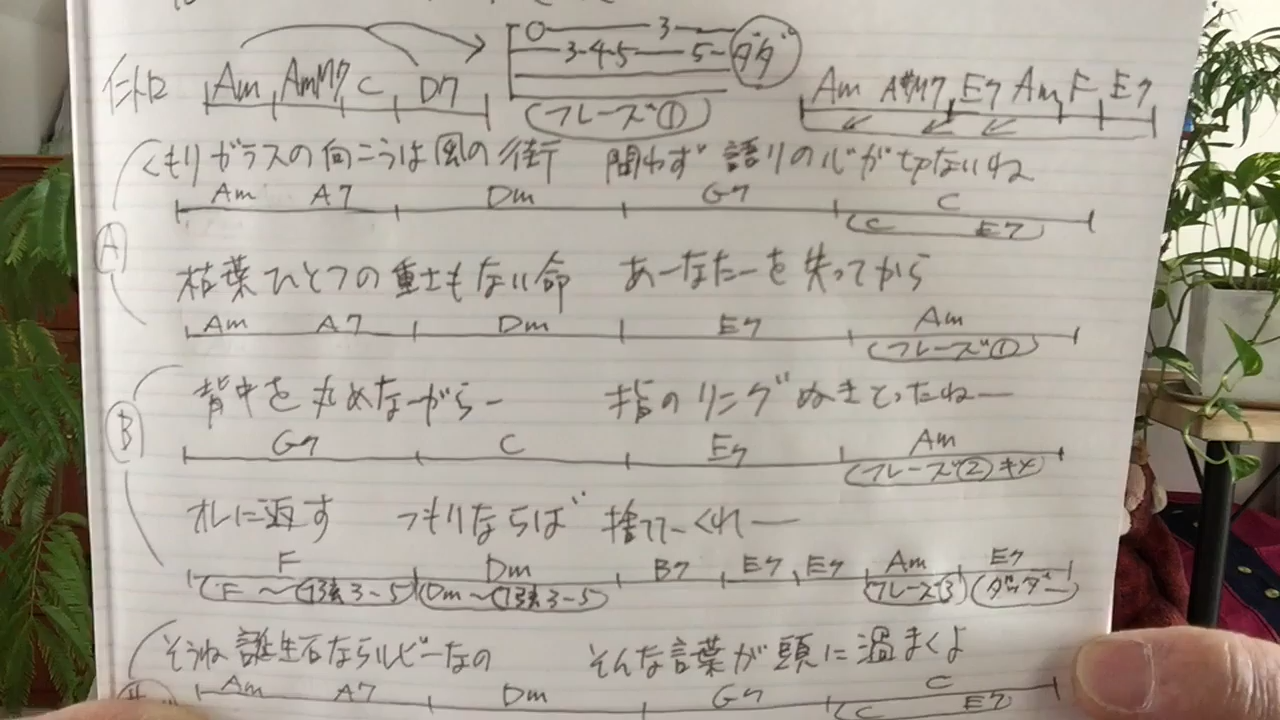 イントロ Am AmM7 C D7 0 3 3-4-5 5- ダダ
フレーズ①
Am A#M7 E7 Am F E7
くもりガラスの向こうは風の街 問わず語りの心が切ないね
Am A7 Dm G7 C
C E7
A
枯葉ひとつの重さもない命 あーなたーを失ってから
Am A7 Dm E7 Am
フレーズ①
背中を丸めながらー 指のリングぬきとったねー
B
G7 C E7 Am
フレーズ②キメ
オレに返す つもりならば 捨ててーくれー
F Dm B7 E7 E7 Am E7
F～1弦3-5 Dm～1弦3-5 フレーズ3 ダッダー
そうね誕生石ならルビーなの そんな言葉が頭に渦まくよ
Am A7 Dm G7 C
C E7